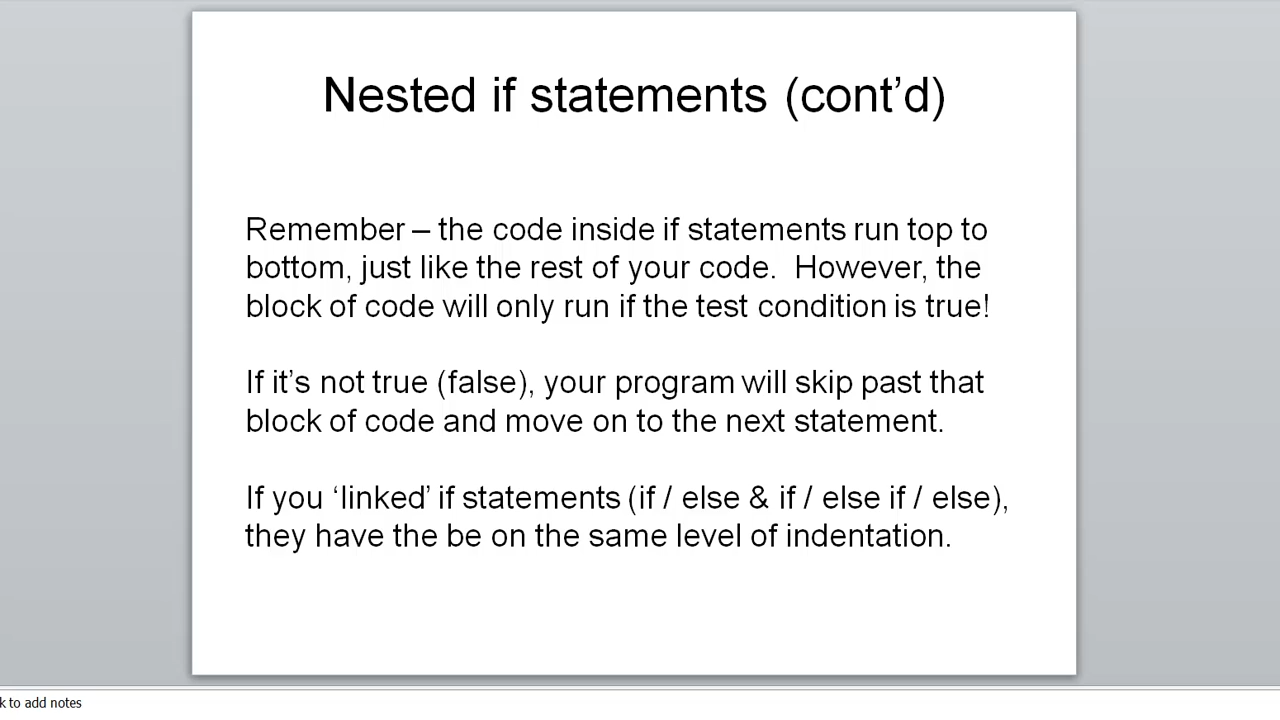 Nested if statements (cont’d)
Remember – the code inside if statements run top to
bottom, just like the rest of your code.  However, the
block of code will only run if the test condition is true!
If it’s not true (false), your program will skip past that
block of code and move on to the next statement.
If you ‘linked’ if statements (if / else & if / else if / else),
they have the be on the same level of indentation.
k to add notes